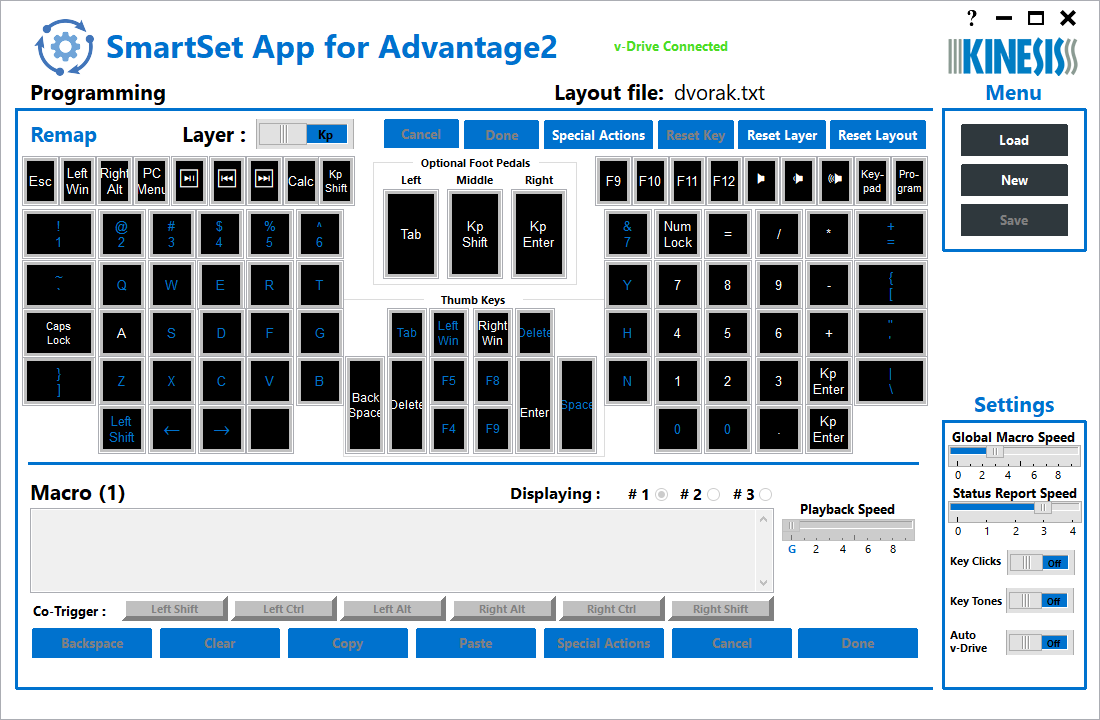 ?
SmartSet App for Advantage2
v-Drive Connected
KINESIS
Programming
Layout file: dvorak.txt
Menu
Remap
Layer :
Kp
Cancel
Done
Special Actions
Reset Key
Reset Layer
Reset Layout
Load
New
Save
Esc
Left
Win
Right
Alt
PC
Menu
Calc
Kp
Shift
Optional Foot Pedals
Left
Middle
Right
Tab
Kp
Shift
Kp
Enter
F9
F10
F11
F12
Key-
pad
Pro-
gram
!
1
@
2
#
3
$
4
%
5
^
6
&
7
Num
Lock
=
/
*
+
=
~
`
Q
W
E
R
T
Y
7
8
9
-
{
[
Caps
Lock
A
S
D
F
G
H
4
5
6
+
"
'
}
]
Z
X
C
V
B
N
1
2
3
Kp
Enter
|
\
Left
Shift
←
→
0
0
.
Kp
Enter
Thumb Keys
Tab
Left
Win
Right
Win
Delete
Back
Space
Delete
F5
F8
Enter
Space
F4
F9
Macro (1)
Displaying :
# 1
# 2
# 3
Playback Speed
G 2 4 6 8
Co-Trigger :
Left Shift
Left Ctrl
Left Alt
Right Alt
Right Ctrl
Right Shift
Backspace
Clear
Copy
Paste
Special Actions
Cancel
Done
Settings
Global Macro Speed
0 2 4 6 8
Status Report Speed
0 1 2 3 4
Key Clicks
Off
Key Tones
Off
Auto
v-Drive
Off